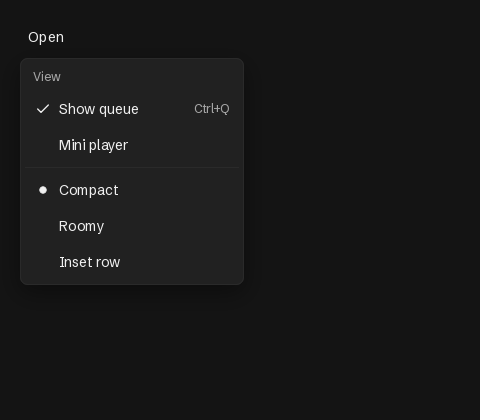 Open
View
Show queue Ctrl+Q
Mini player
Compact
Roomy
Inset row